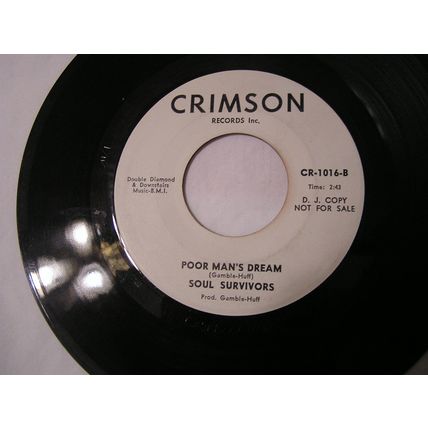 CRIMSON
RECORDS Inc.
Double Diamond
& Downstairs
Music-B.M.I.
CR-1016-B
Time: 2:43
D. J. COPY
NOT FOR SALE
POOR MAN'S DREAM
(Gamble-Huff)
SOUL SURVIVORS
Prod. Gamble-Huff